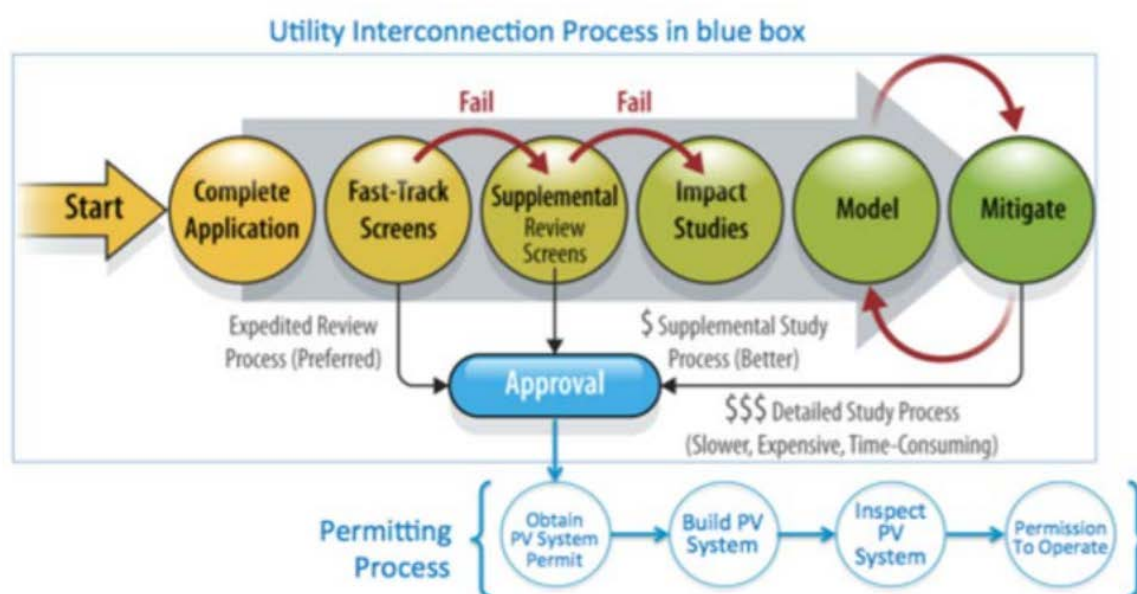 Utility Interconnection Process in blue box
Fail
Fail
Start
Complete
Application
Fast-Track
Screens
Supplemental
Review
Screens
Impact
Studies
Model
Mitigate
Expedited Review
Process (Preferred)
$ Supplemental Study
Process (Better)
Approval
$$$ Detailed Study Process
(Slower, Expensive, Time-Consuming)
Permitting
Process
Obtain
PV System
Permit
Build PV
System
Inspect
PV
System
Permission
To Operate